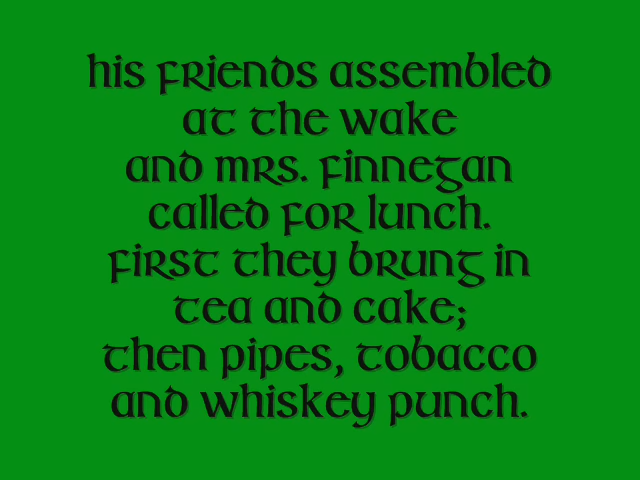 his friends assembled
at the wake
and mrs. finnegan
called for lunch.
first they brung in
tea and cake;
then pipes, tobacco
and whiskey punch.